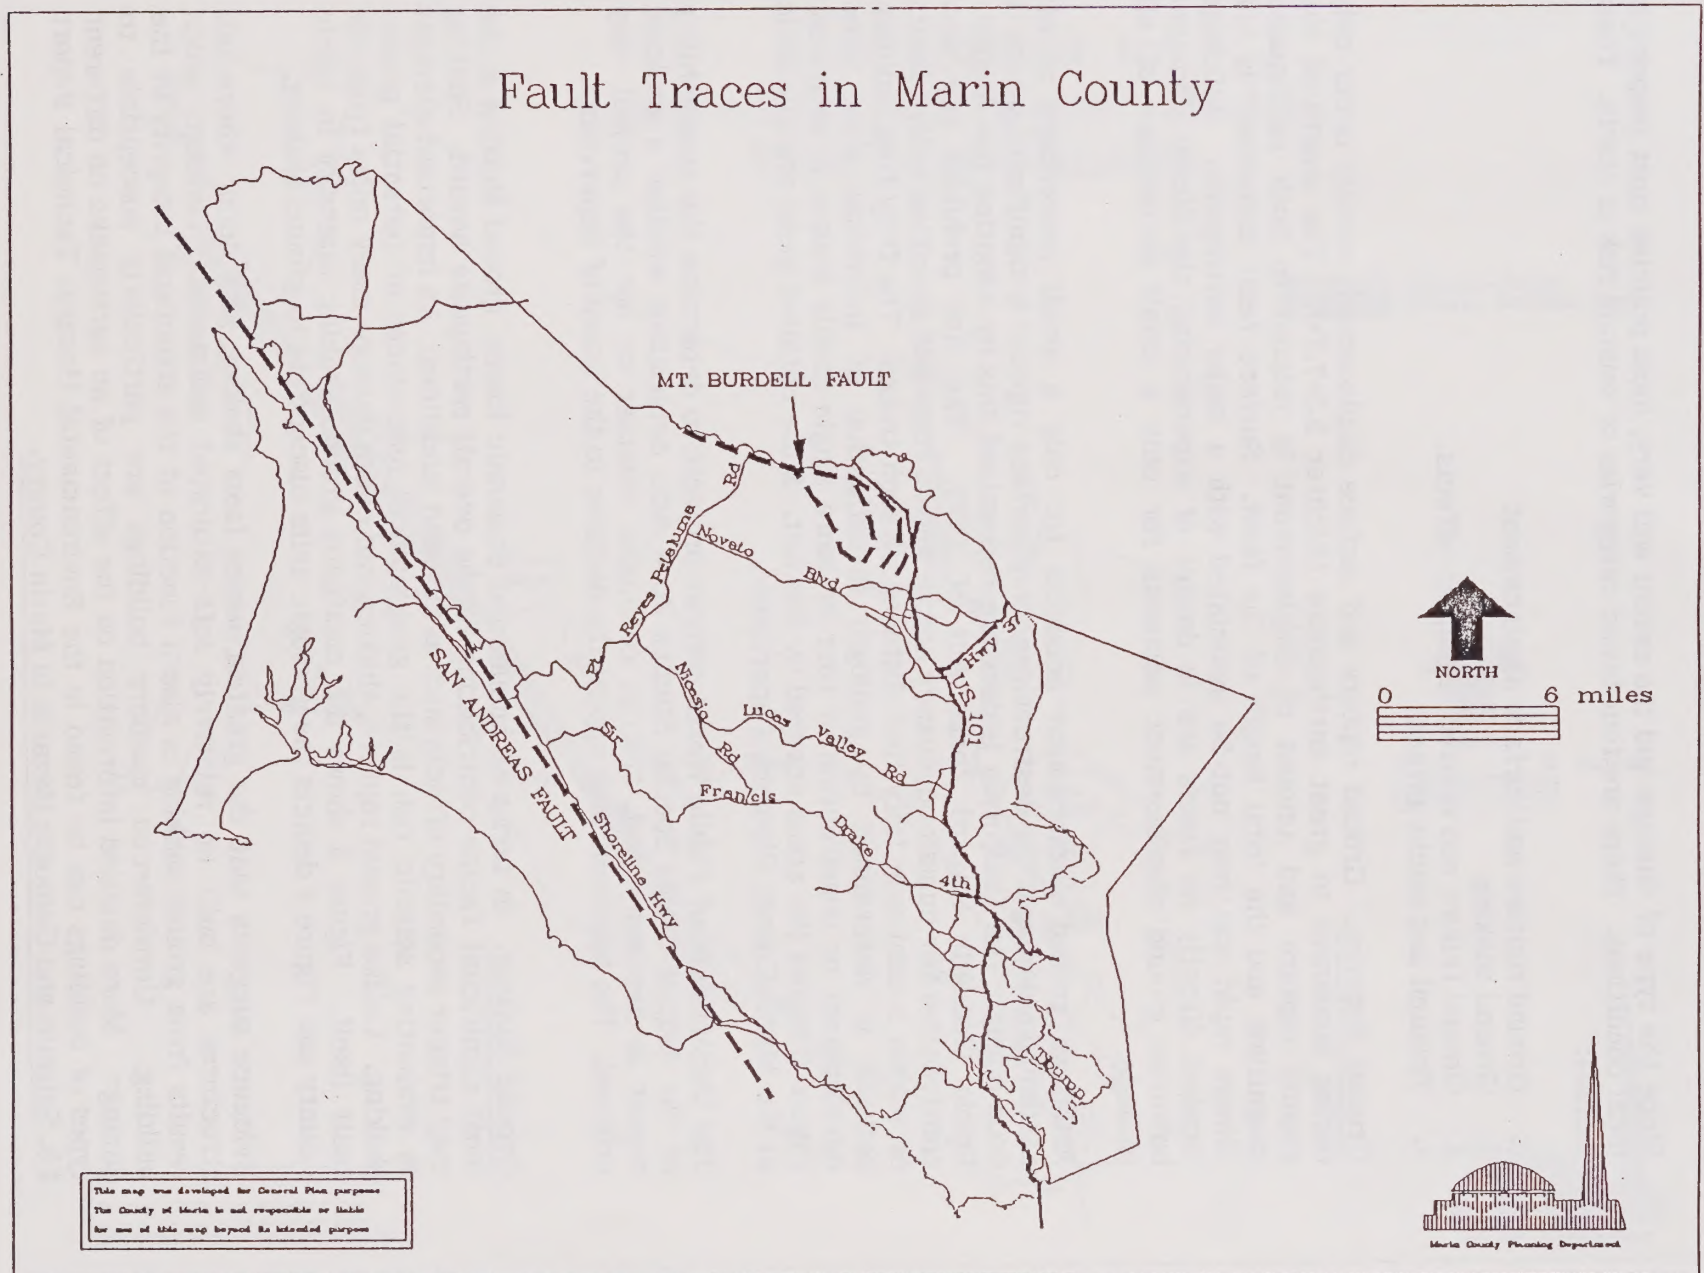 Fault Traces in Marin County
MT. BURDELL FAULT
Pt Reyes Petaluma Rd
Novato Blvd
Hwy 37
US 101
SAN ANDREAS FAULT
Nicasio Rd
Lucas Valley Rd
Sir Francis Drake
4th
Shoreline Hwy
Tiburon
NORTH
0 6 miles
This map was developed for General Plan purposes
The County of Marin is not responsible or liable
for use of this map beyond its intended purpose
Marin County Planning Department